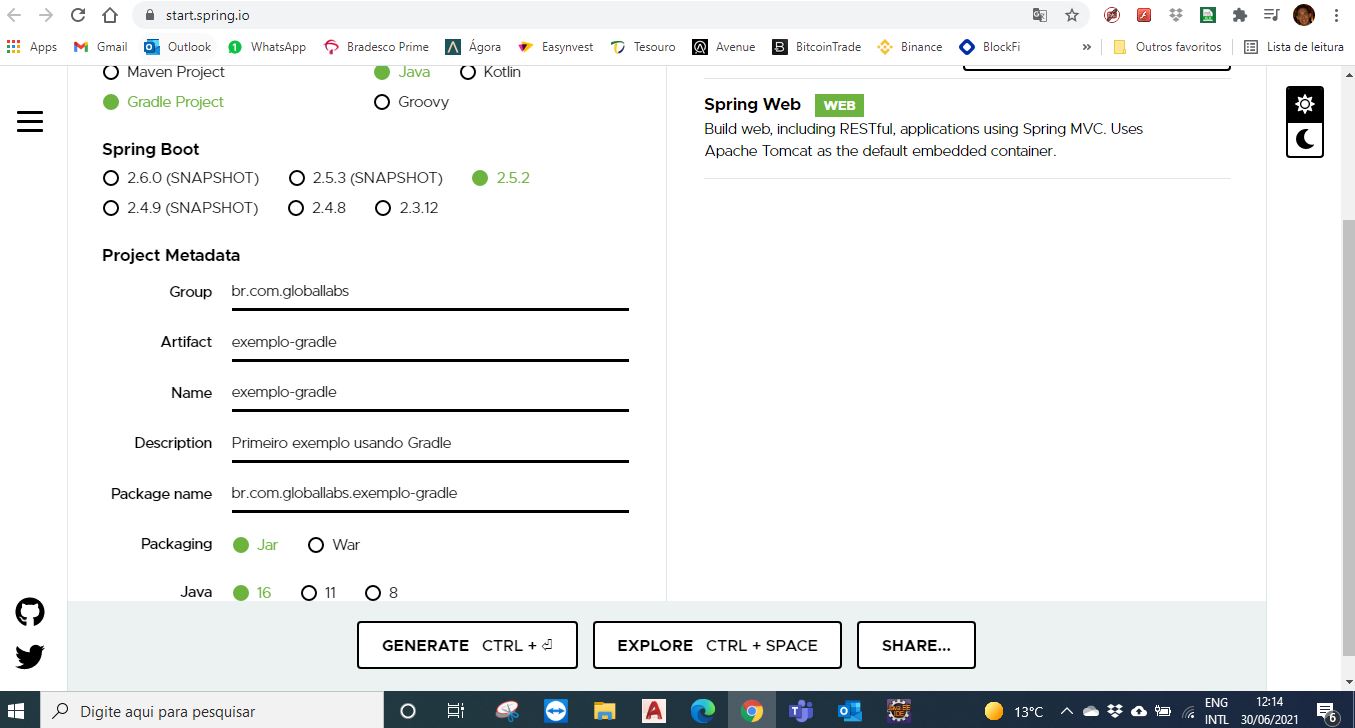 start.spring.io
Apps Gmail Outlook WhatsApp Bradesco Prime Ágora Easynvest Tesouro Avenue BitcoinTrade Binance BlockFi » Outros favoritos Lista de leitura
Maven Project Java Kotlin
Gradle Project Groovy
Spring Boot
2.6.0 (SNAPSHOT) 2.5.3 (SNAPSHOT) 2.5.2
2.4.9 (SNAPSHOT) 2.4.8 2.3.12
Project Metadata
Group br.com.globallabs
Artifact exemplo-gradle
Name exemplo-gradle
Description Primeiro exemplo usando Gradle
Package name br.com.globallabs.exemplo-gradle
Packaging Jar War
Java 16 11 8
Spring Web WEB
Build web, including RESTful, applications using Spring MVC. Uses
Apache Tomcat as the default embedded container.
GENERATE CTRL + ⏎ EXPLORE CTRL + SPACE SHARE...
Digite aqui para pesquisar
13°C
ENG
INTL
12:14
30/06/2021
6